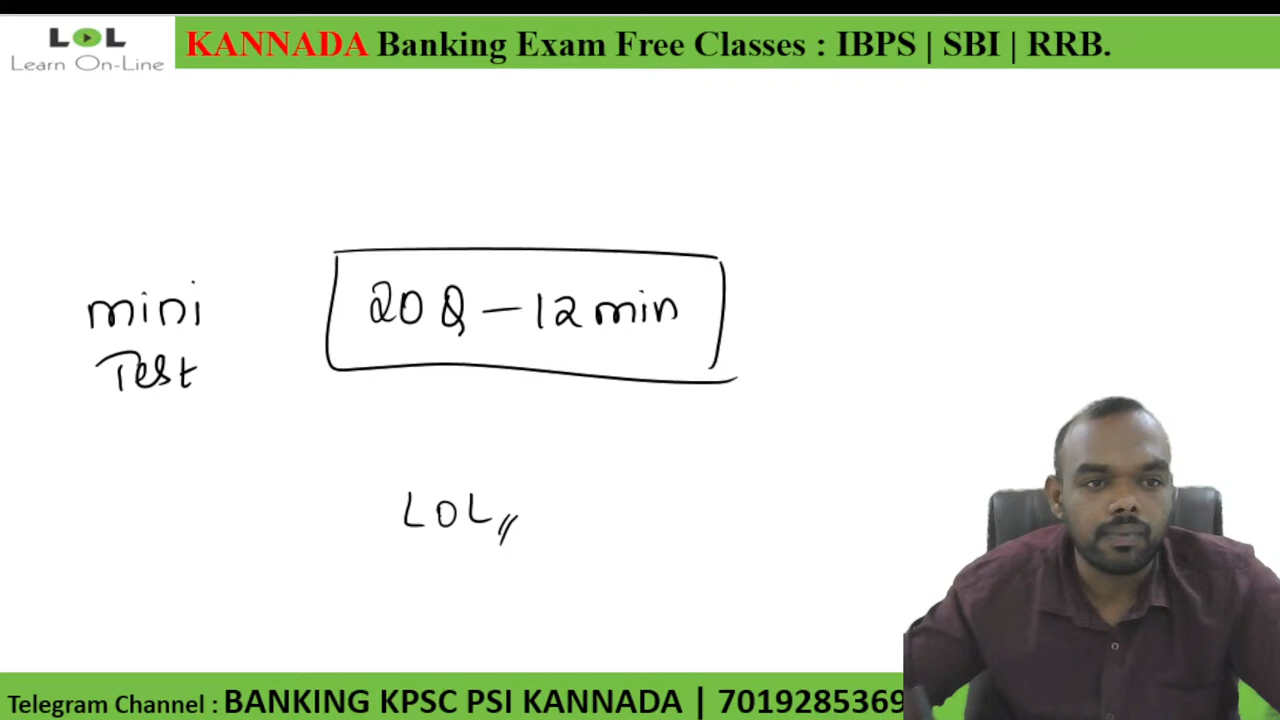 LOL
Learn On-Line
KANNADA Banking Exam Free Classes : IBPS | SBI | RRB.
mini
Test
20 Q - 12 min
LOL
Telegram Channel : BANKING KPSC PSI KANNADA | 7019285369